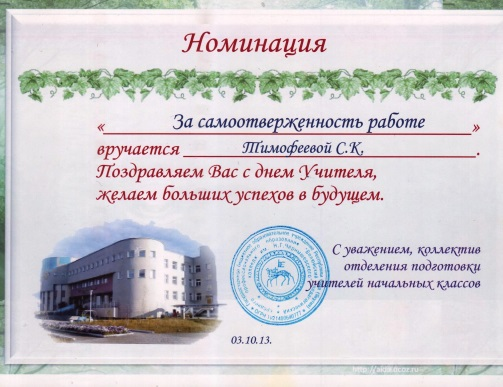 Номинация
« За самоотверженность работе »
вручается Тимофеевой С.К.
Поздравляем Вас с днем Учителя,
желаем больших успехов в будущем.
С уважением, коллектив
отделения подготовки
учителей начальных классов
03.10.13.